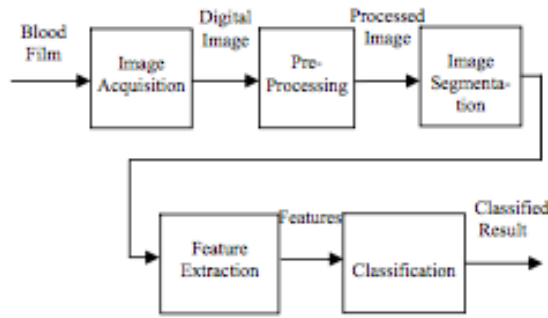 Blood
Film
Image
Acquisition
Digital
Image
Pre-
Processing
Processed
Image
Image
Segmenta-
tion
Feature
Extraction
Features
Classification
Classified
Result